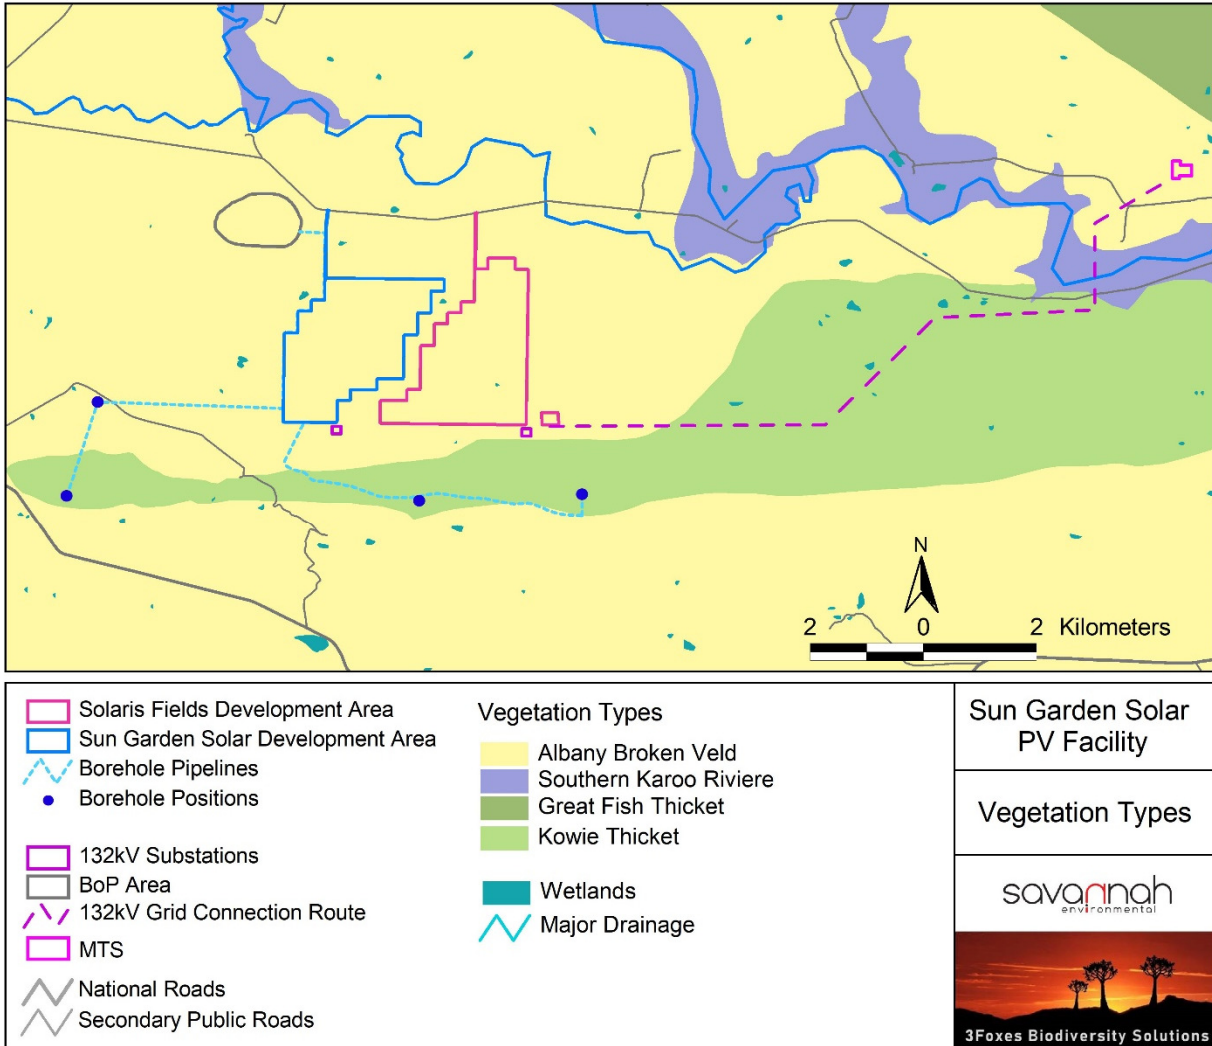 N
2 0 2 Kilometers
Solaris Fields Development Area
Sun Garden Solar Development Area
Borehole Pipelines
Borehole Positions
132kV Substations
BoP Area
132kV Grid Connection Route
MTS
National Roads
Secondary Public Roads
Vegetation Types
Albany Broken Veld
Southern Karoo Riviere
Great Fish Thicket
Kowie Thicket
Wetlands
Major Drainage
Sun Garden Solar
PV Facility
Vegetation Types
savannah
environmental
3Foxes Biodiversity Solutions